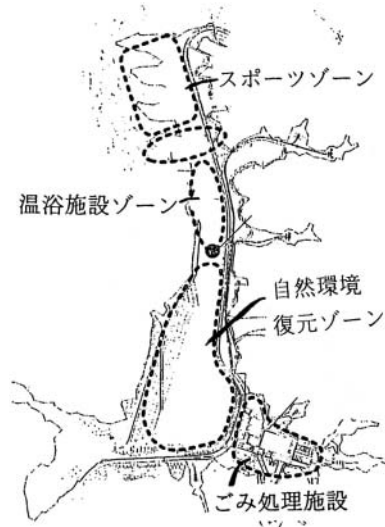 スポーツゾーン
温浴施設ゾーン
自然環境
復元ゾーン
ごみ処理施設